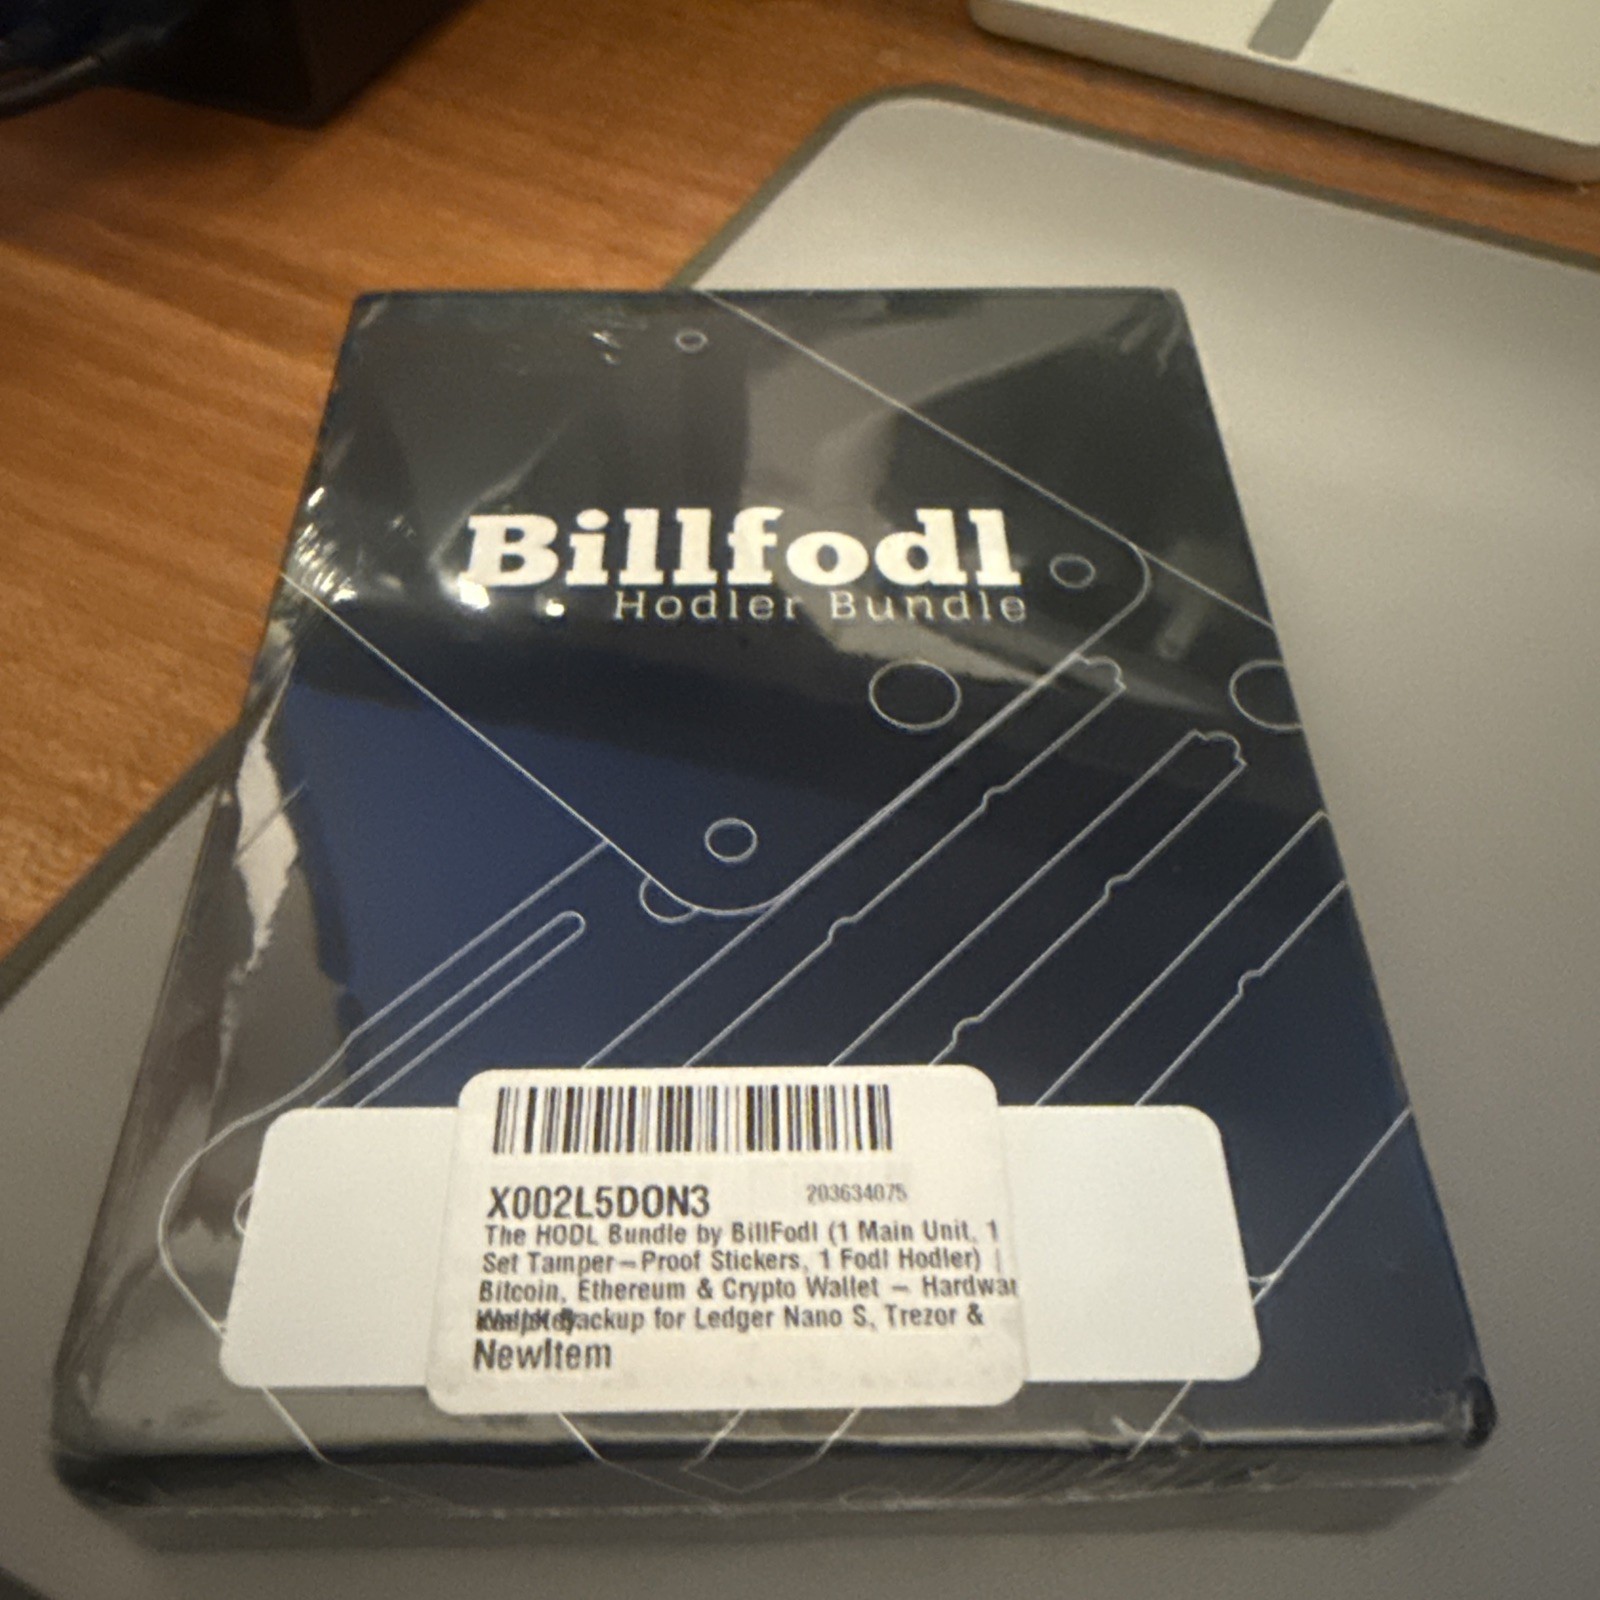 Billfodl
Hodler Bundle
X002L5DON3
203634075
The HODL Bundle by BillFodl (1 Main Unit, 1
Set Tamper-Proof Stickers, 1 Fodl Hodler) |
Bitcoin, Ethereum & Crypto Wallet – Hardwar
Backup for Ledger Nano S, Trezor &
NewItem